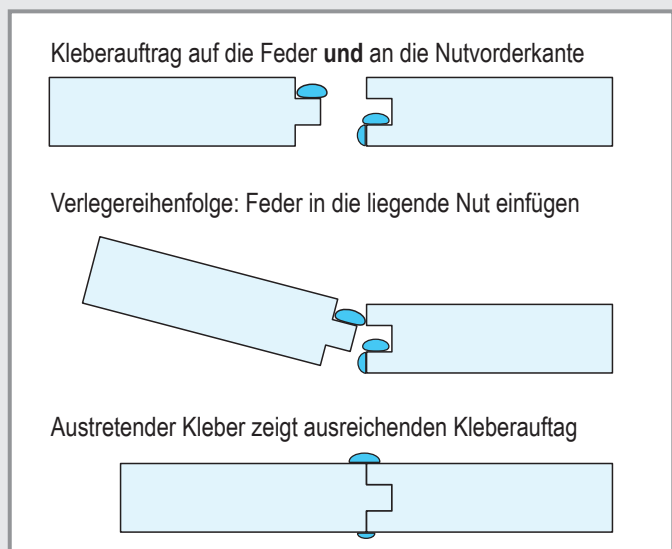 Kleberauftrag auf die Feder und an die Nutvorderkante
Verlegereihenfolge: Feder in die liegende Nut einfügen
Austretender Kleber zeigt ausreichenden Kleberauftag